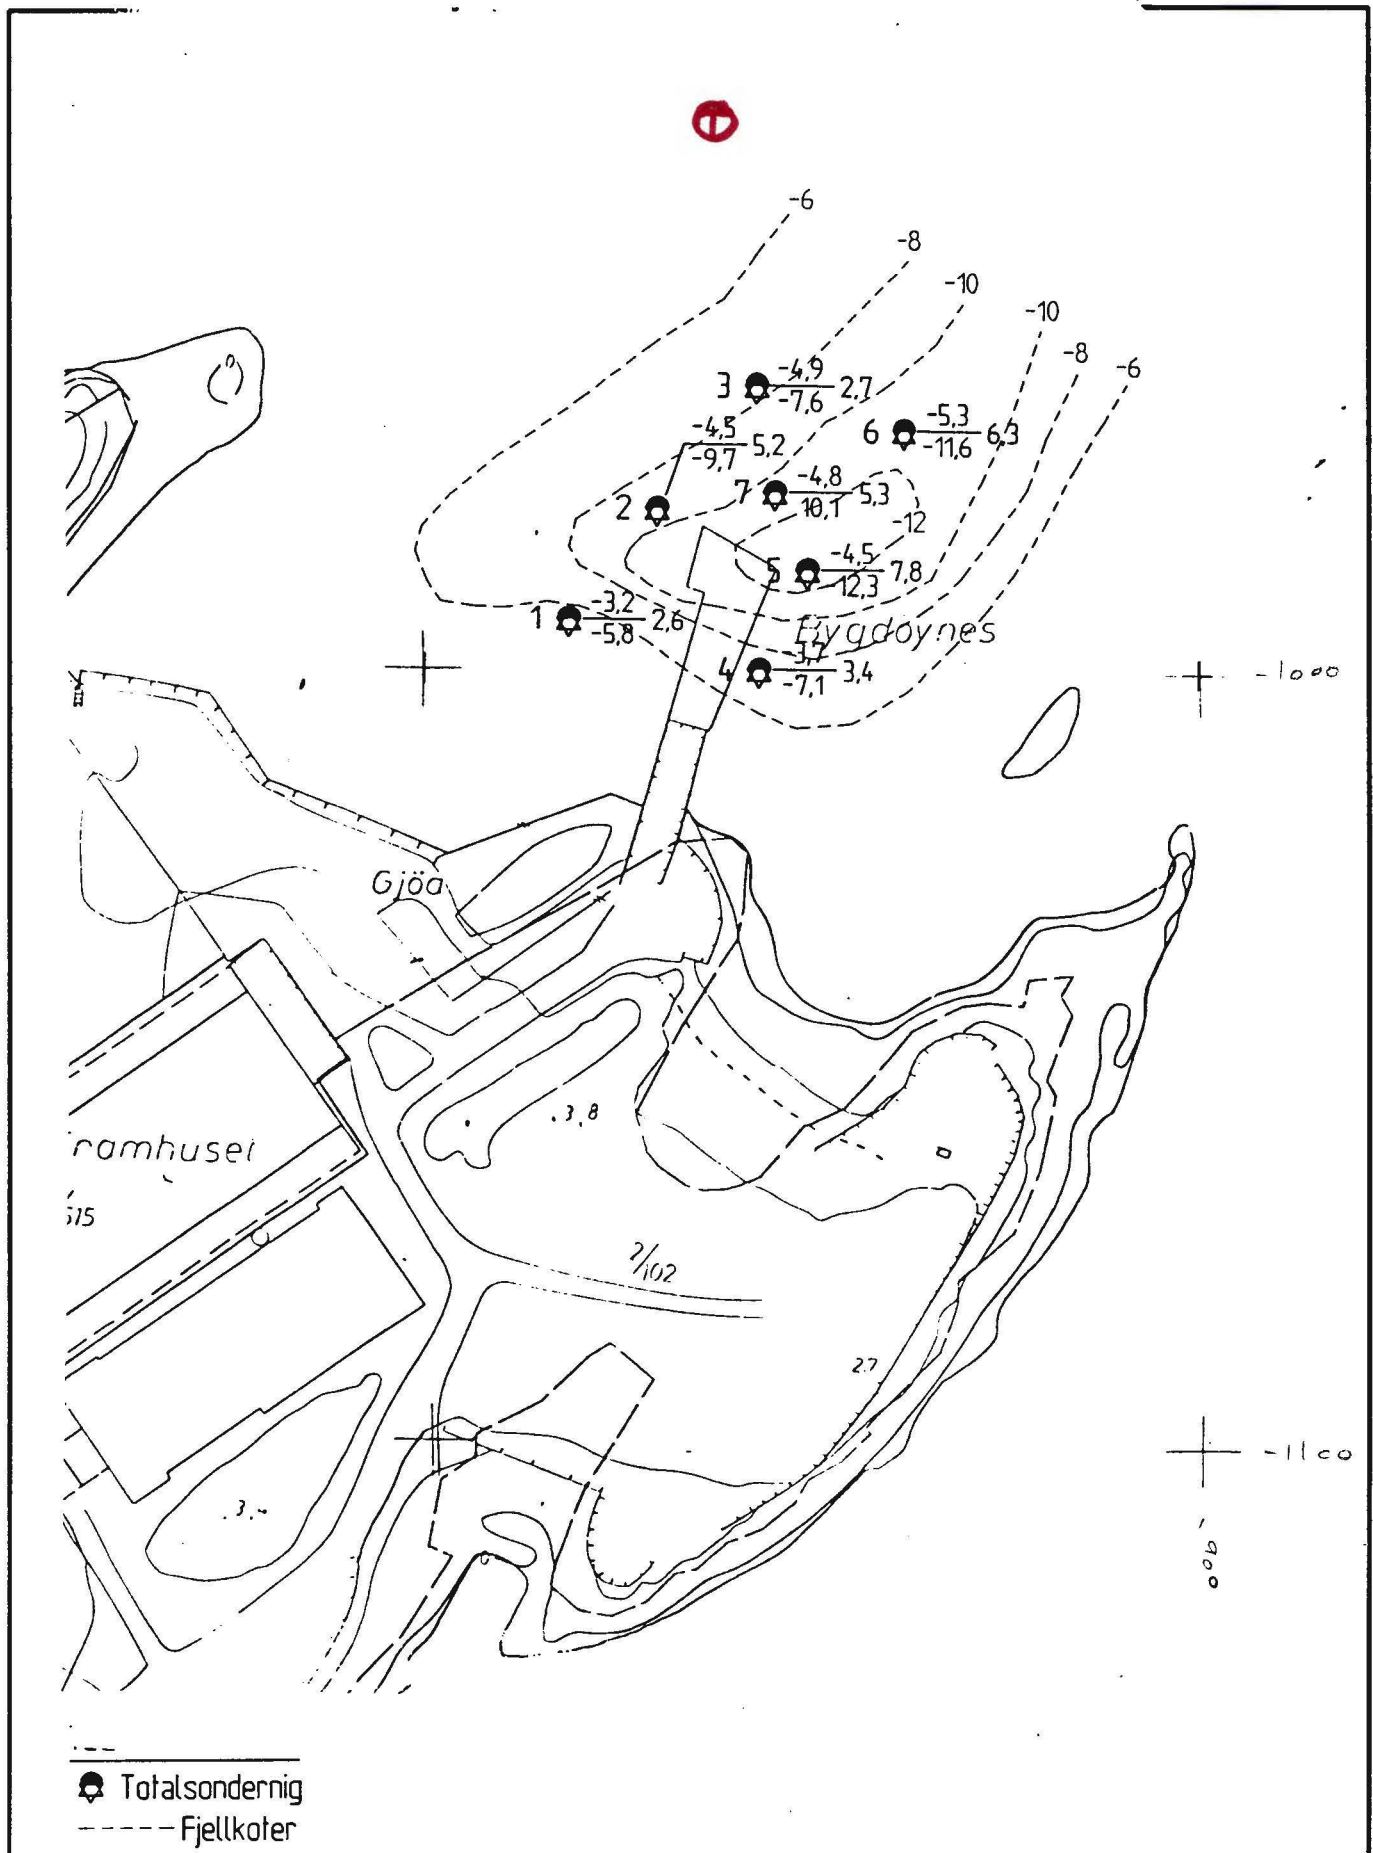 -6
-8
-10
-10
-8
-6
3 -4,9 2,7
-7,6
6 -5,3 6,3
-11,6
-4,5 5,2
-9,7
2
7 -4,8 5,3
10,1
-12
5 -4,5 7,8
12,3
1 -3,2 2,6
-5,8
Bygdøynes
4 -3,7 3,4
-7,1
-1000
Gjöa
.3,8
ramhuset
515
2/102
2.7
-1100
.3,
900
Totalsondernig
Fjellkoter